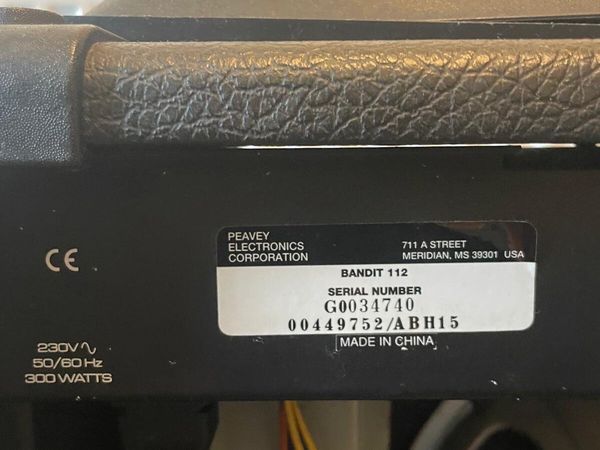 PEAVEY
ELECTRONICS
CORPORATION
711 A STREET
MERIDIAN, MS 39301 USA
BANDIT 112
SERIAL NUMBER
G0034740
00449752/ABH15
MADE IN CHINA
CE
230V∿
50/60 Hz
300 WATTS